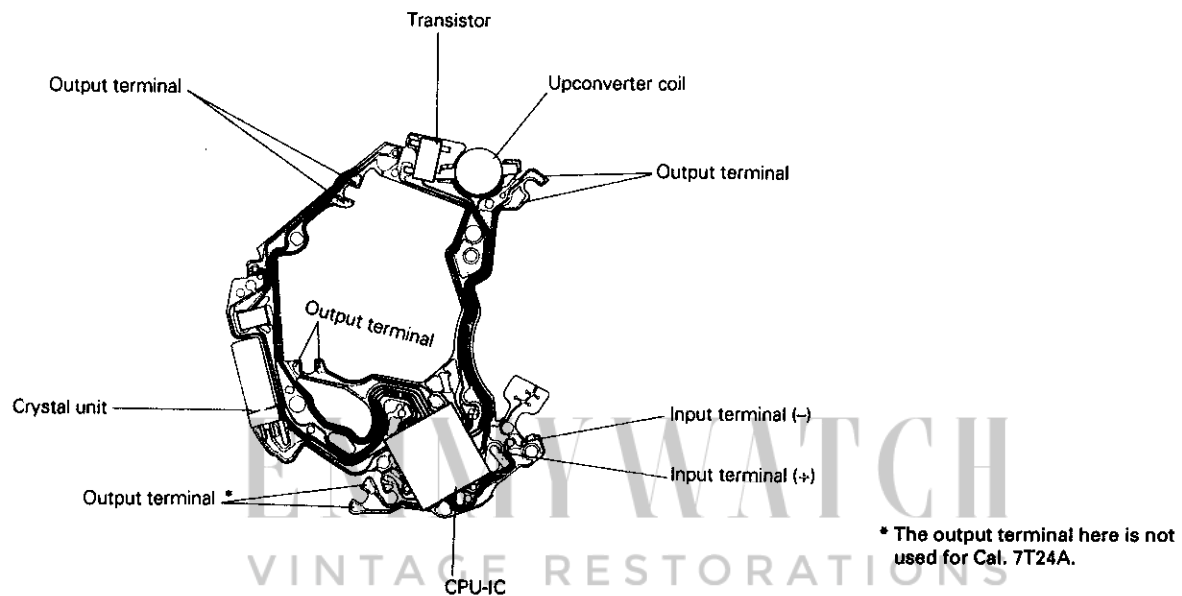 Transistor
Output terminal
Upconverter coil
Output terminal
Output terminal
Crystal unit
Input terminal (–)
Input terminal (+)
Output terminal *
CPU-IC
* The output terminal here is not
used for Cal. 7T24A.
EMMYWATCH
VINTAGE RESTORATIONS